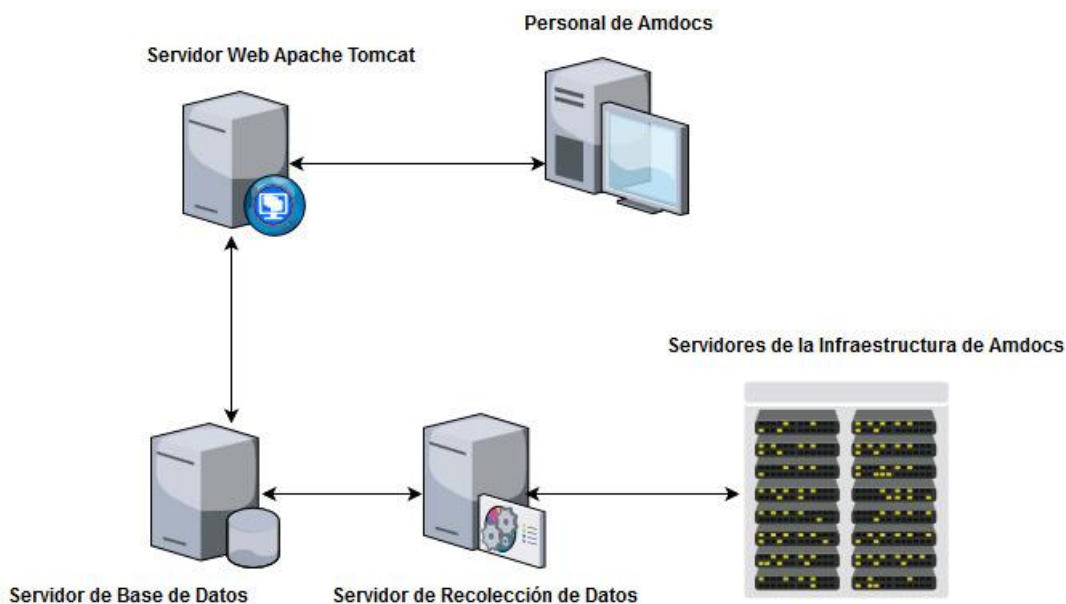 Personal de Amdocs
Servidor Web Apache Tomcat
Servidores de la Infraestructura de Amdocs
Servidor de Base de Datos
Servidor de Recolección de Datos